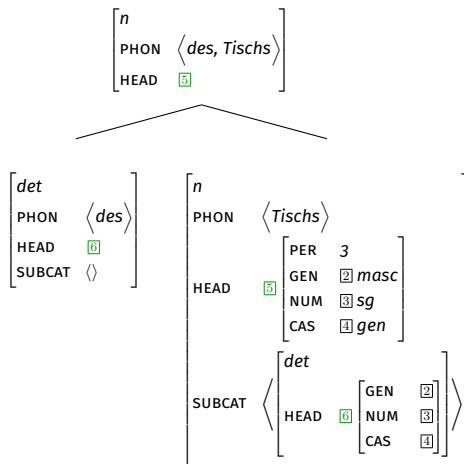 n
PHON ⟨des, Tischs⟩
HEAD 5
det
PHON ⟨des⟩
HEAD 6
SUBCAT ⟨⟩
n
PHON ⟨Tischs⟩
HEAD 5
PER 3
GEN 2 masc
NUM 3 sg
CAS 4 gen
SUBCAT
det
HEAD 6
GEN 2
NUM 3
CAS 4